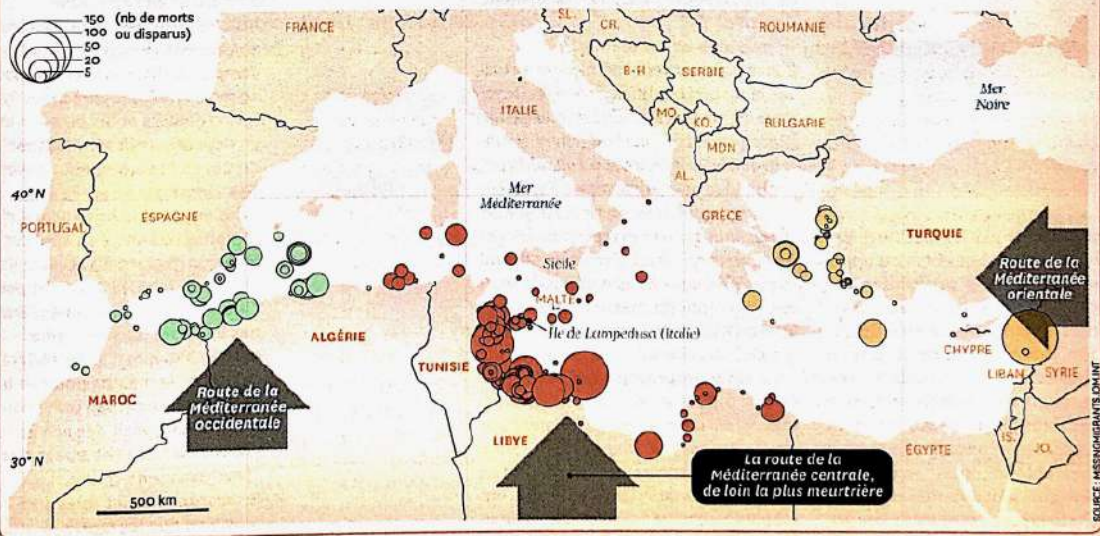 150 (nb de morts
100 ou disparus)
50
20
5
FRANCE
SL.
CR.
ROUMANIE
B-H
SERBIE
Mer
Noire
ITALIE
MO.
KO.
BULGARIE
MDN
AL.
40° N
Mer
Méditerranée
PORTUGAL
ESPAGNE
GRÈCE
TURQUIE
Sicile
Route de la
Méditerranée
orientale
MALTE
Île de Lampedusa (Italie)
ALGÉRIE
TUNISIE
CHYPRE
LIBAN
SYRIE
MAROC
Route de la
Méditerranée
occidentale
LIBYE
ÉGYPTE
IS.
JO.
30° N
La route de la
Méditerranée centrale,
de loin la plus meurtrière
500 km
SOURCE : MISSINGMIGRANTS.OM.INT